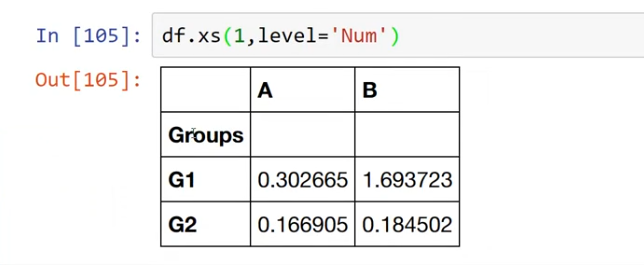 In [105]: df.xs(1,level='Num')
Out[105]:
A B
Groups
G1 0.302665 1.693723
G2 0.166905 0.184502